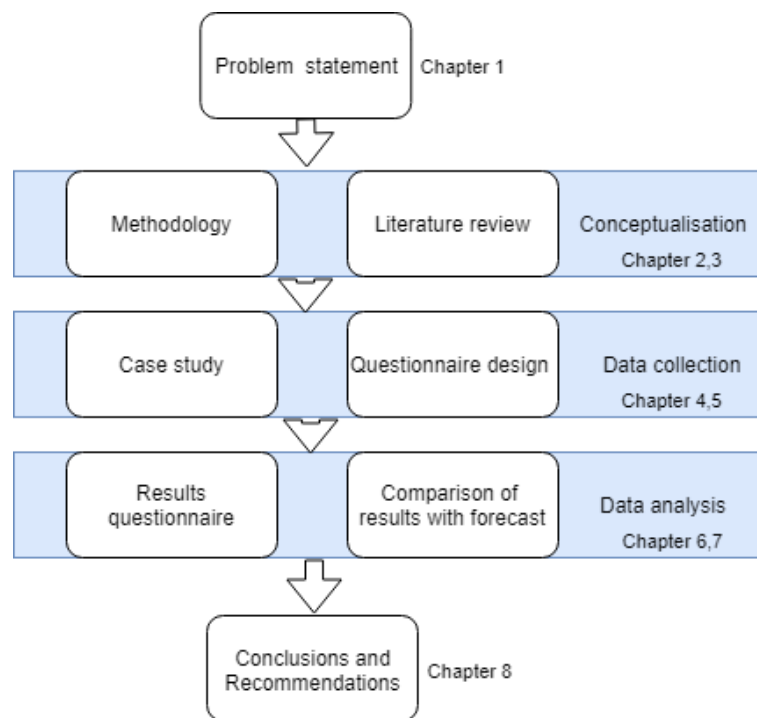 Problem statement
Chapter 1
Methodology
Literature review
Conceptualisation
Chapter 2,3
Case study
Questionnaire design
Data collection
Chapter 4,5
Results
questionnaire
Comparison of
results with forecast
Data analysis
Chapter 6,7
Conclusions and
Recommendations
Chapter 8